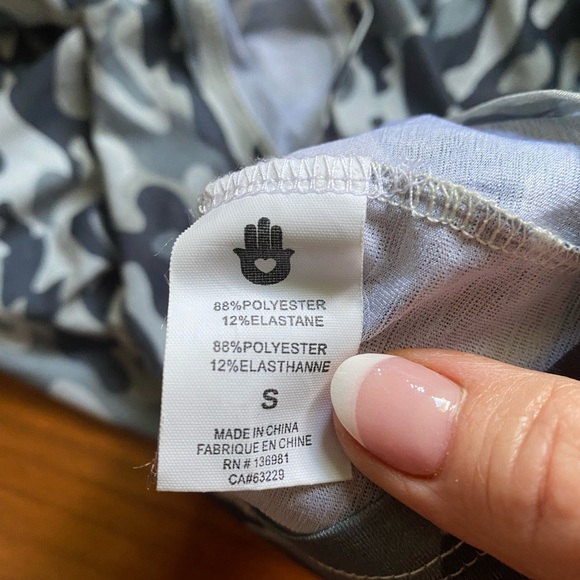 88%POLYESTER
12%ELASTANE
88%POLYESTER
12%ELASTHANNE
S
MADE IN CHINA
FABRIQUE EN CHINE
RN # 136981
CA#63229